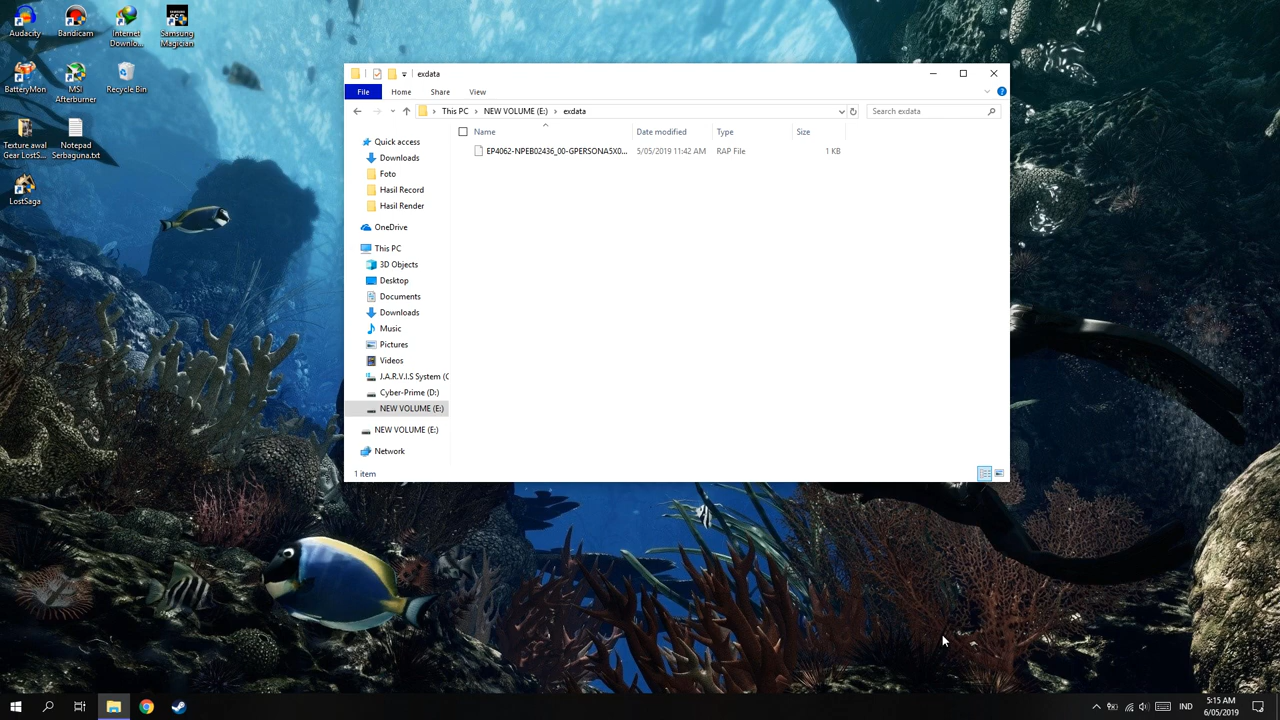 Audacity
Bandicam
Internet
Downlo...
Samsung
Magician
BatteryMon
MSI
Afterburner
Recycle Bin
Texture awal
Gear LostS...
Notepad
Serbaguna.txt
LostSaga
exdata
File
Home
Share
View
This PC
NEW VOLUME (E:)
exdata
Search exdata
Name
Date modified
Type
Size
EP4062-NPEB02436_00-GPERSONA5X0...
5/05/2019 11:42 AM
RAP File
1 KB
Quick access
Downloads
Foto
Hasil Record
Hasil Render
OneDrive
This PC
3D Objects
Desktop
Documents
Downloads
Music
Pictures
Videos
J.A.R.V.I.S System (C
Cyber-Prime (D:)
NEW VOLUME (E:)
NEW VOLUME (E:)
Network
1 item
IND
5:15 AM
6/05/2019